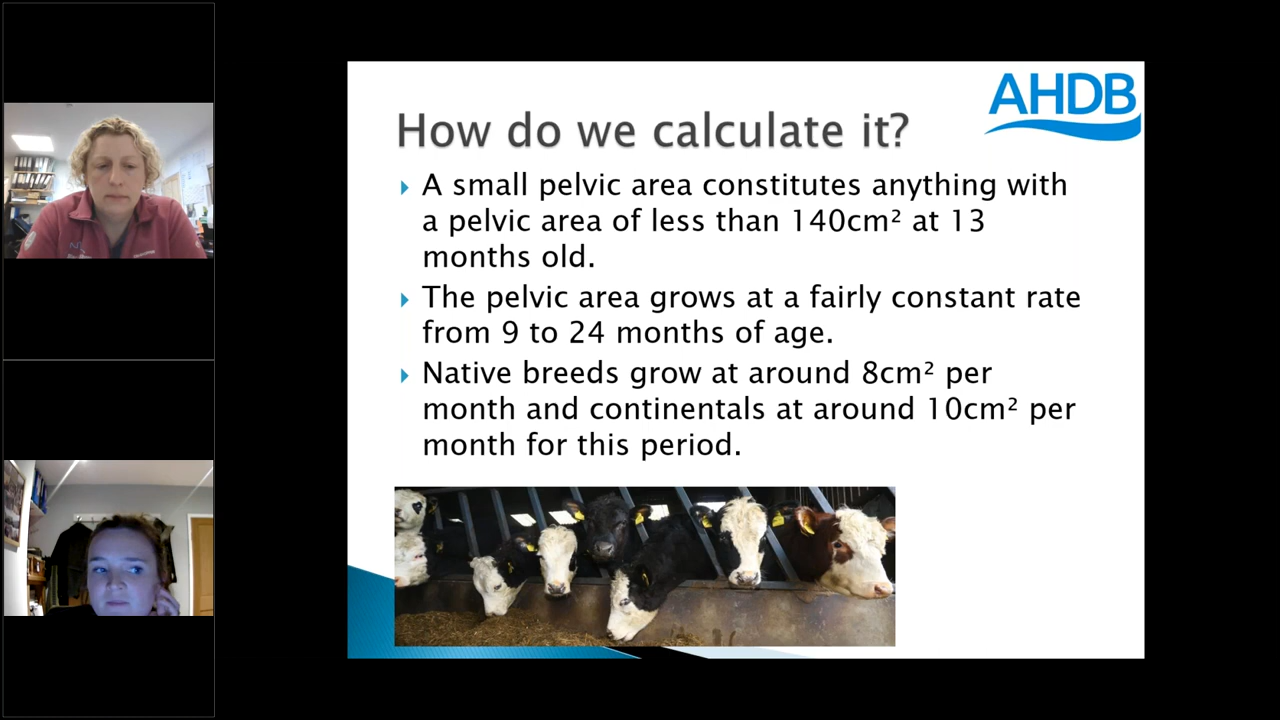 AHDB
How do we calculate it?
A small pelvic area constitutes anything with
a pelvic area of less than 140cm² at 13
months old.
The pelvic area grows at a fairly constant rate
from 9 to 24 months of age.
Native breeds grow at around 8cm² per
month and continentals at around 10cm² per
month for this period.